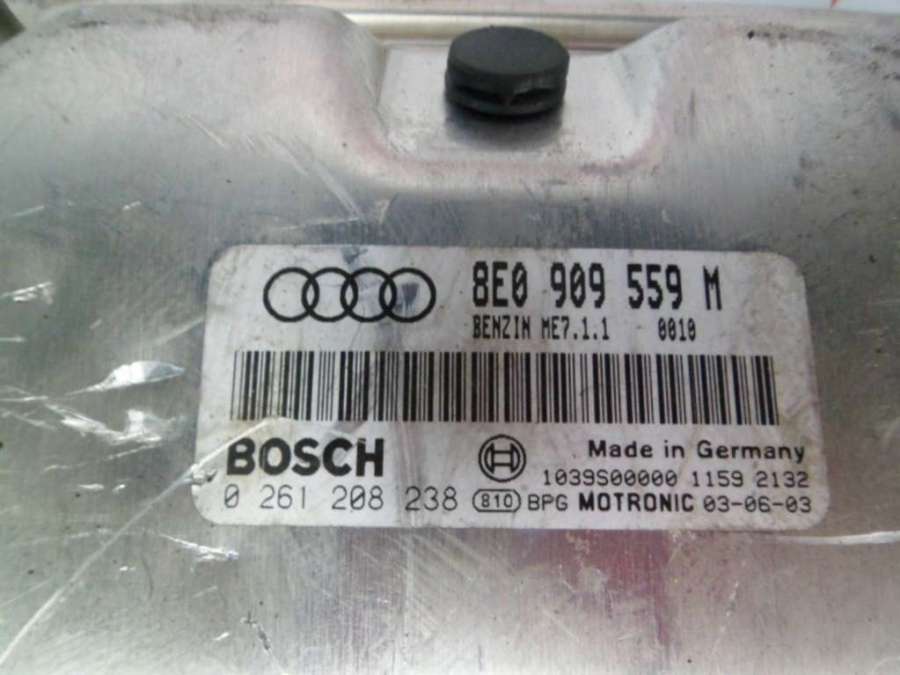 8E0 909 559 M
BENZIN ME7.1.1 0010
BOSCH Made in Germany
1039S00000 1159 2132
0 261 208 238 810 BPG MOTRONIC 03-06-03